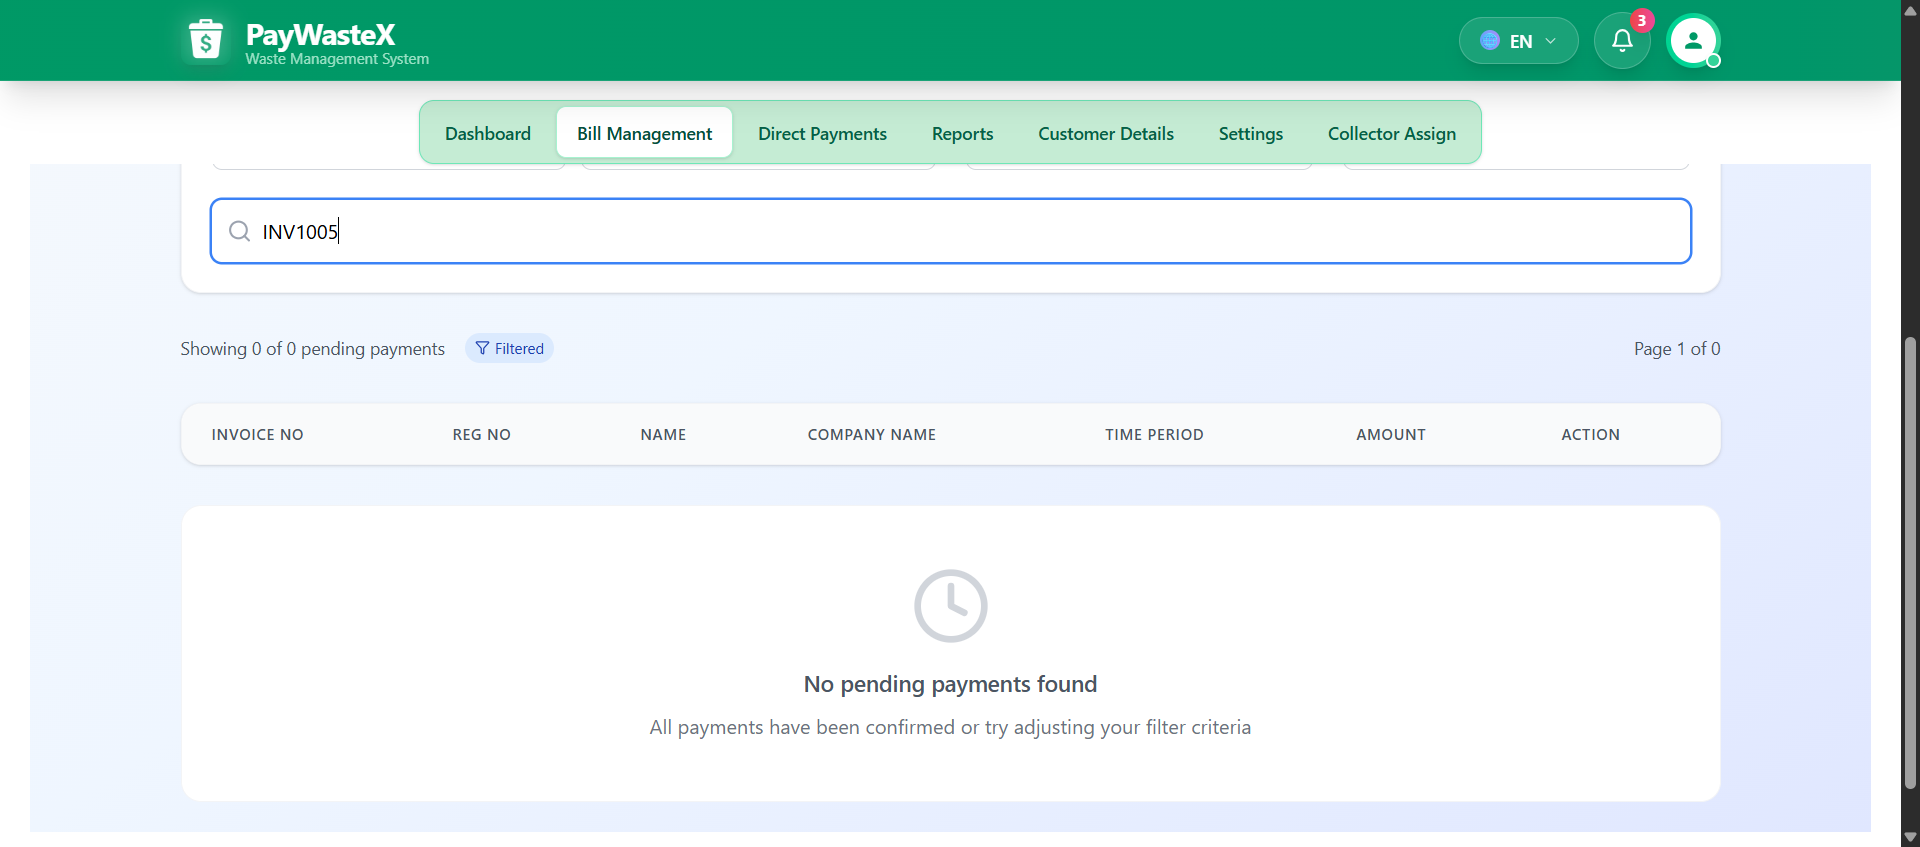 PayWasteX
Waste Management System
EN
3
Dashboard
Bill Management
Direct Payments
Reports
Customer Details
Settings
Collector Assign
INV1005
Showing 0 of 0 pending payments
Filtered
Page 1 of 0
INVOICE NO
REG NO
NAME
COMPANY NAME
TIME PERIOD
AMOUNT
ACTION
No pending payments found
All payments have been confirmed or try adjusting your filter criteria